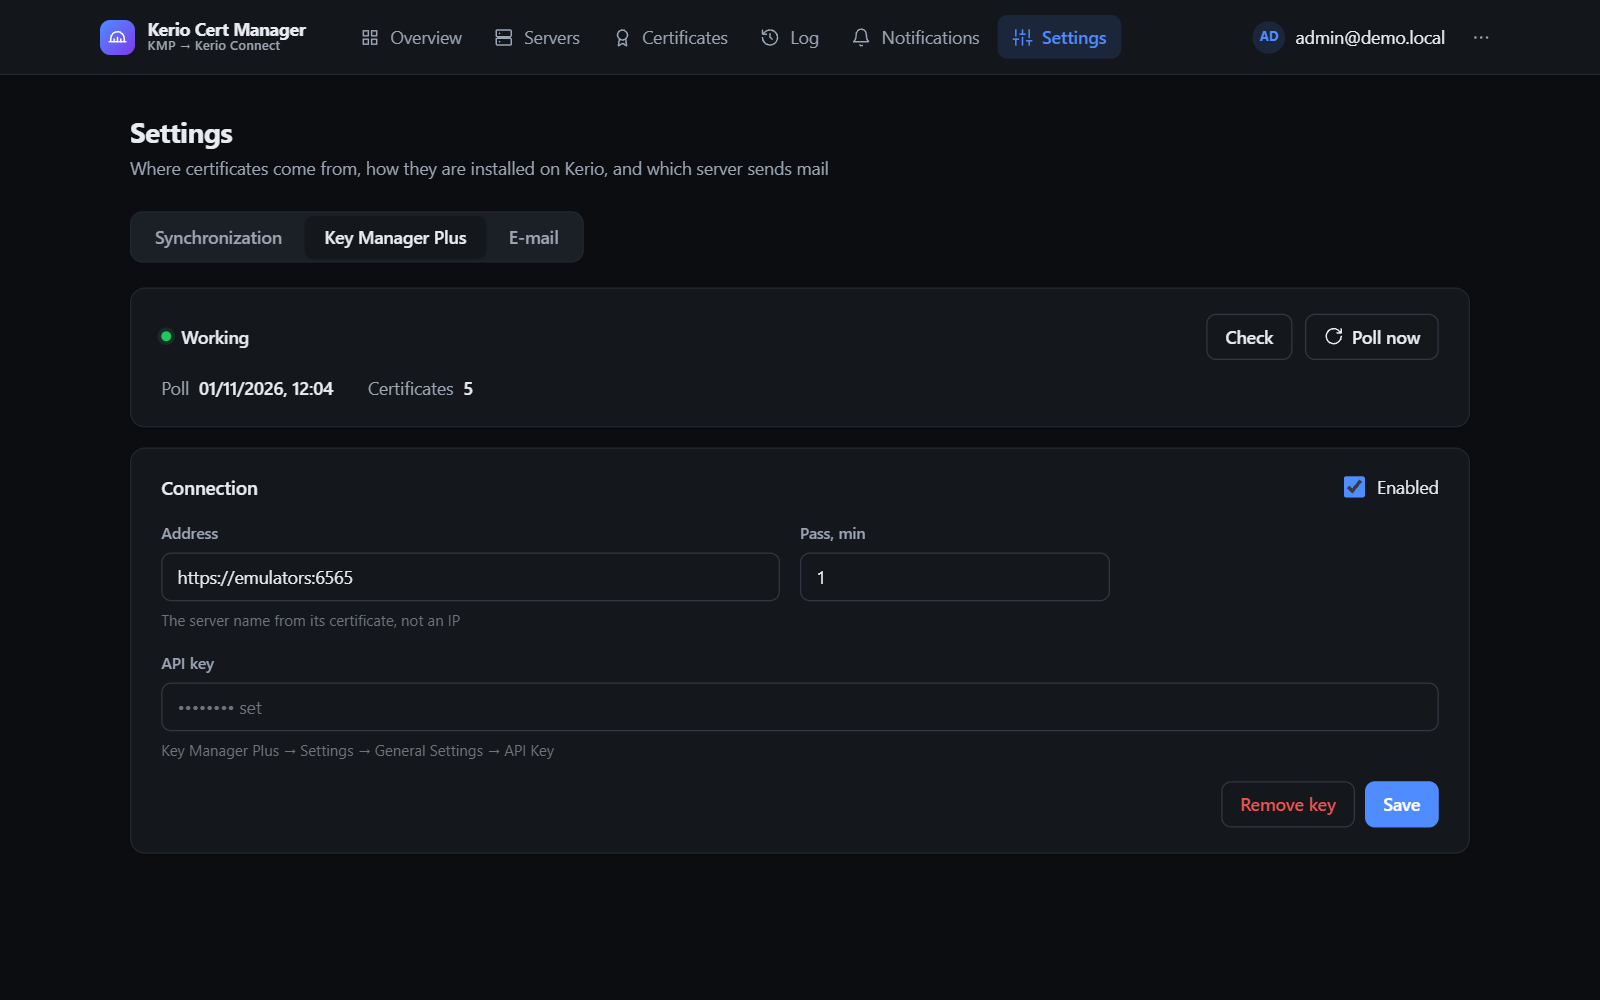 Kerio Cert Manager
KMP → Kerio Connect
Overview
Servers
Certificates
Log
Notifications
Settings
AD
admin@demo.local
...
Settings
Where certificates come from, how they are installed on Kerio, and which server sends mail
Synchronization
Key Manager Plus
E-mail
Working
Check
Poll now
Poll 01/11/2026, 12:04
Certificates 5
Connection
Enabled
Address
Pass, min
https://emulators:6565
1
The server name from its certificate, not an IP
API key
•••••••• set
Key Manager Plus → Settings → General Settings → API Key
Remove key
Save